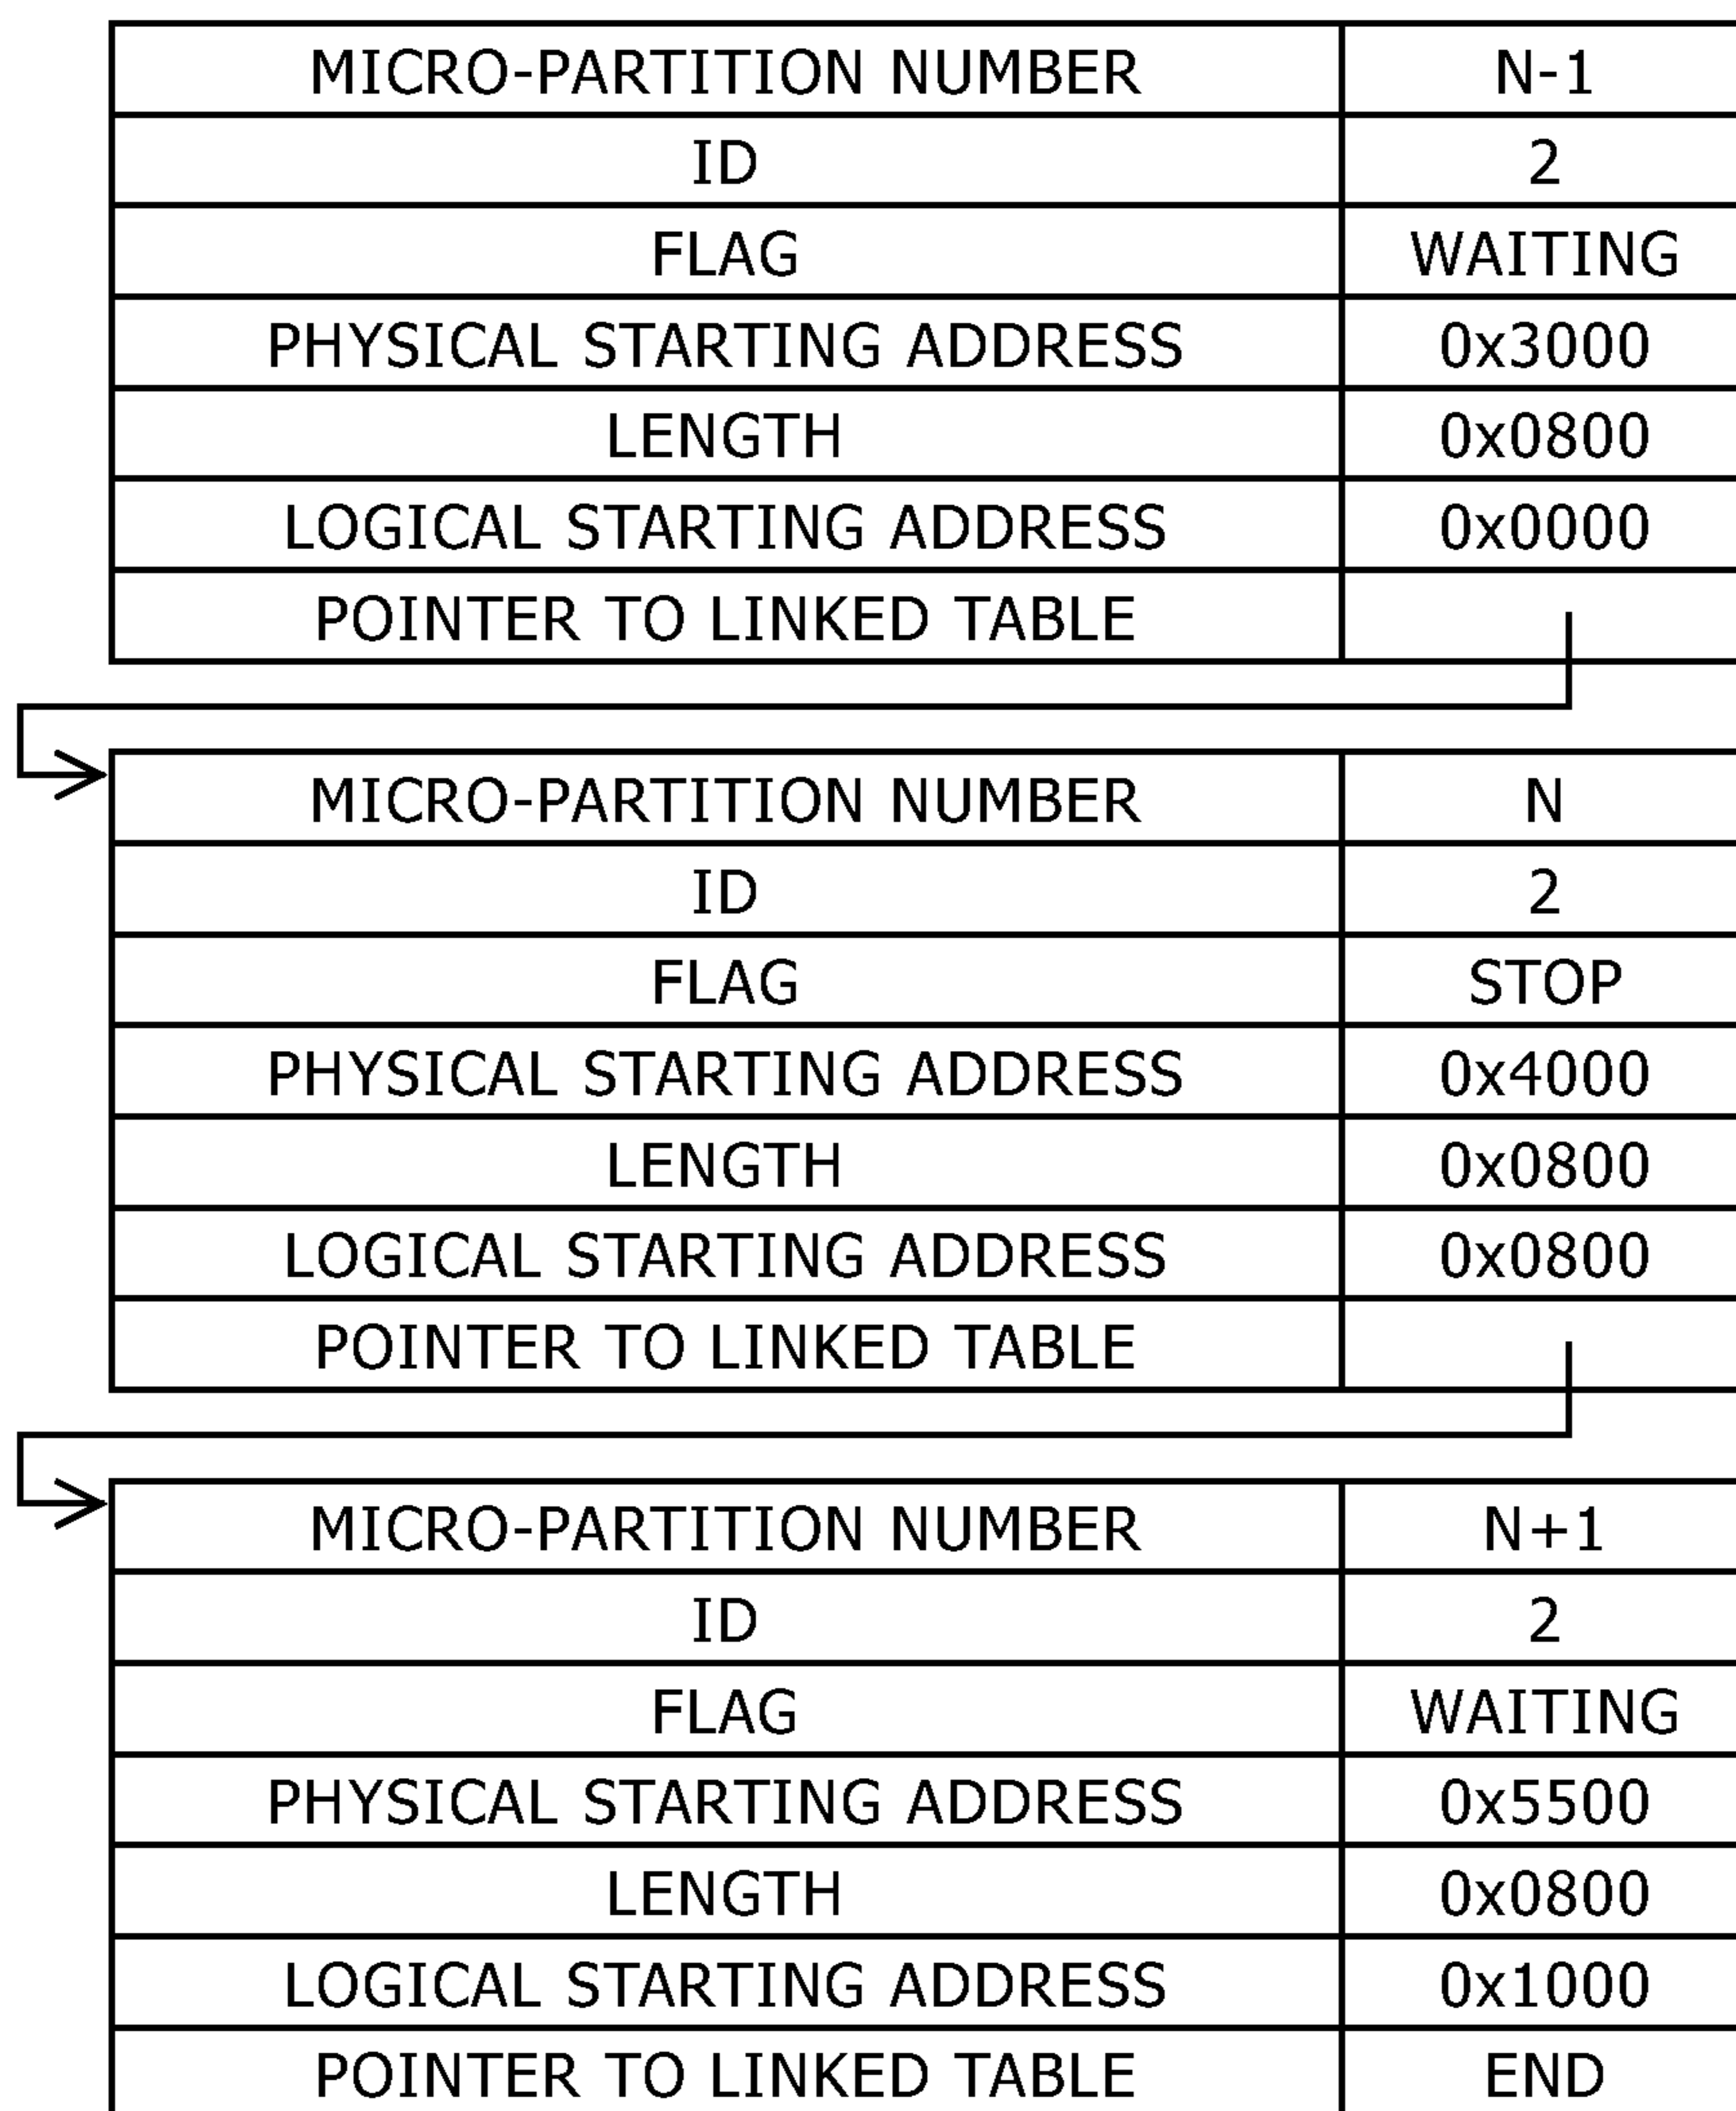 MICRO-PARTITION NUMBER N-1
ID 2
FLAG WAITING
PHYSICAL STARTING ADDRESS 0x3000
LENGTH 0x0800
LOGICAL STARTING ADDRESS 0x0000
POINTER TO LINKED TABLE
MICRO-PARTITION NUMBER N
ID 2
FLAG STOP
PHYSICAL STARTING ADDRESS 0x4000
LENGTH 0x0800
LOGICAL STARTING ADDRESS 0x0800
POINTER TO LINKED TABLE
MICRO-PARTITION NUMBER N+1
ID 2
FLAG WAITING
PHYSICAL STARTING ADDRESS 0x5500
LENGTH 0x0800
LOGICAL STARTING ADDRESS 0x1000
POINTER TO LINKED TABLE END